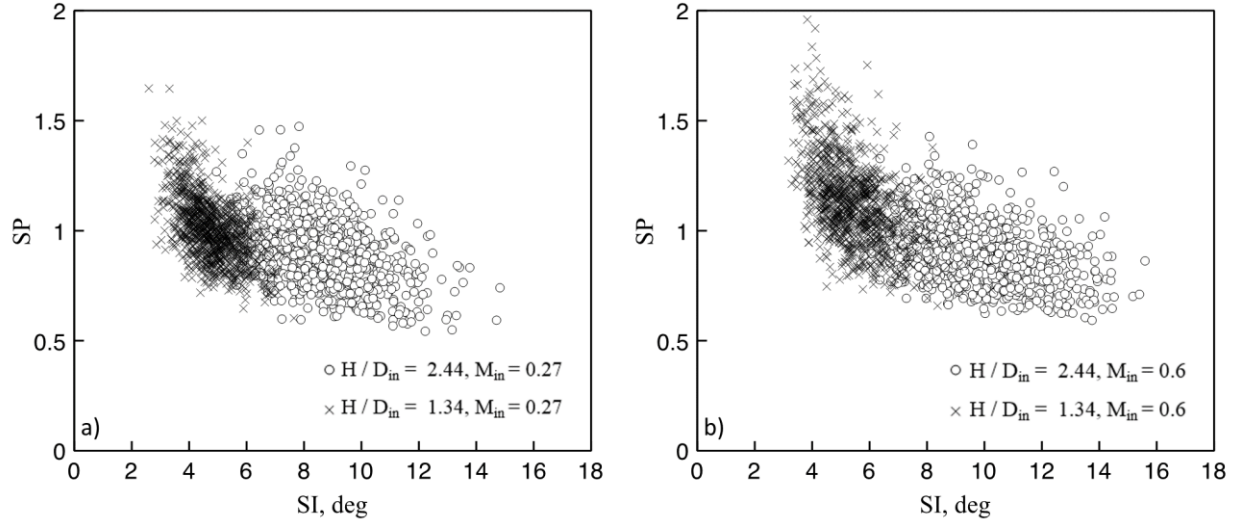 2
1.5
SP
1
0.5
0
a)
○ H / D_in = 2.44, M_in = 0.27
× H / D_in = 1.34, M_in = 0.27
0 2 4 6 8 10 12 14 16 18
SI, deg
2
1.5
SP
1
0.5
0
b)
○ H / D_in = 2.44, M_in = 0.6
× H / D_in = 1.34, M_in = 0.6
0 2 4 6 8 10 12 14 16 18
SI, deg